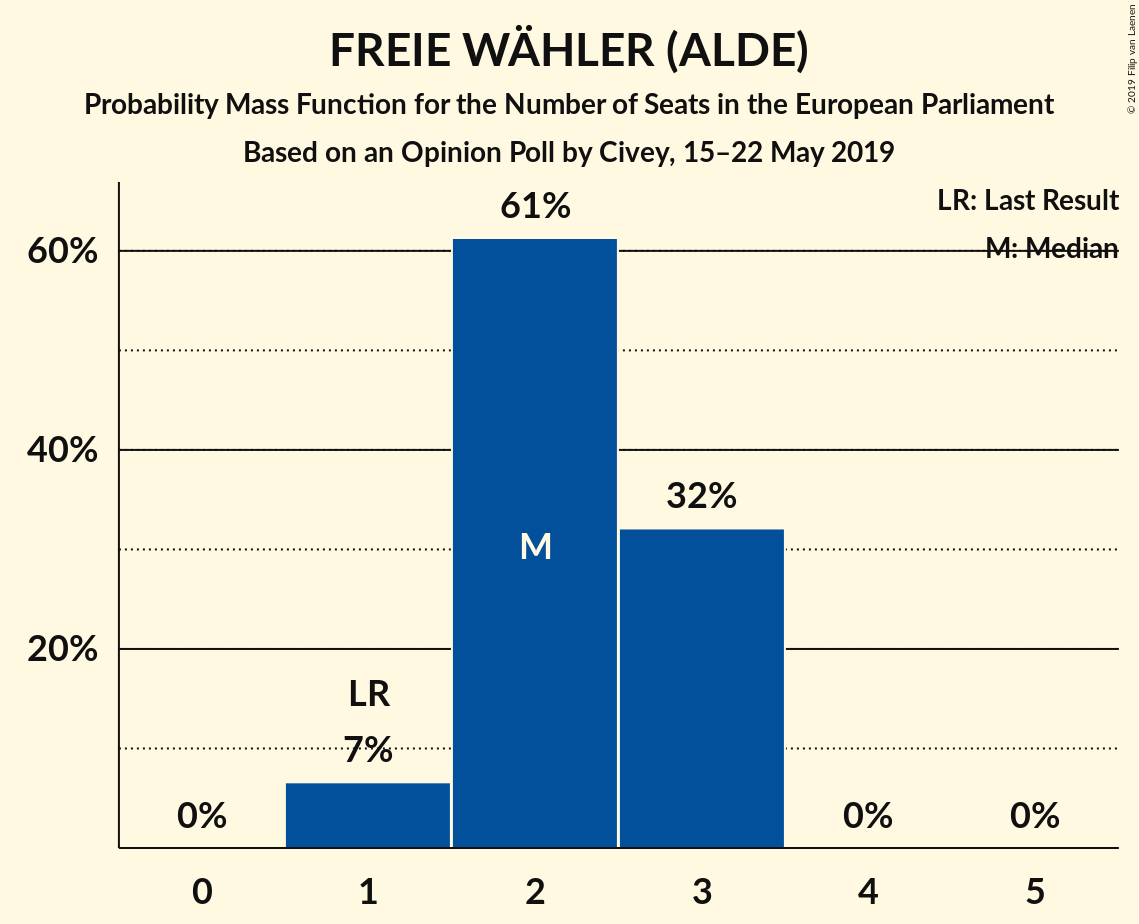 FREIE WÄHLER (ALDE)
Probability Mass Function for the Number of Seats in the European Parliament
Based on an Opinion Poll by Civey, 15–22 May 2019
© 2019 Filip van Laenen
LR: Last Result
M: Median
60%
40%
20%
0%
LR
7%
61%
M
32%
0%
0%
0 1 2 3 4 5